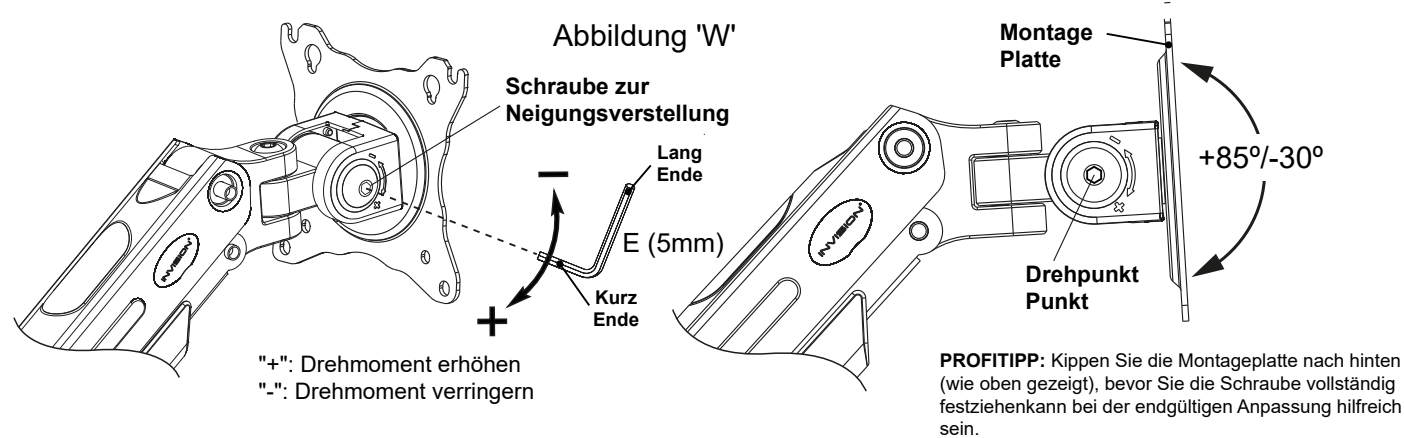 Abbildung 'W'
Schraube zur
Neigungsverstellung
Lang
Ende
E (5mm)
Kurz
Ende
−
+
"+": Drehmoment erhöhen
"-": Drehmoment verringern
INVISION
Montage
Platte
+85º/-30º
Drehpunkt
Punkt
INVISION
PROFITIPP: Kippen Sie die Montageplatte nach hinten
(wie oben gezeigt), bevor Sie die Schraube vollständig
festziehenkann bei der endgültigen Anpassung hilfreich
sein.